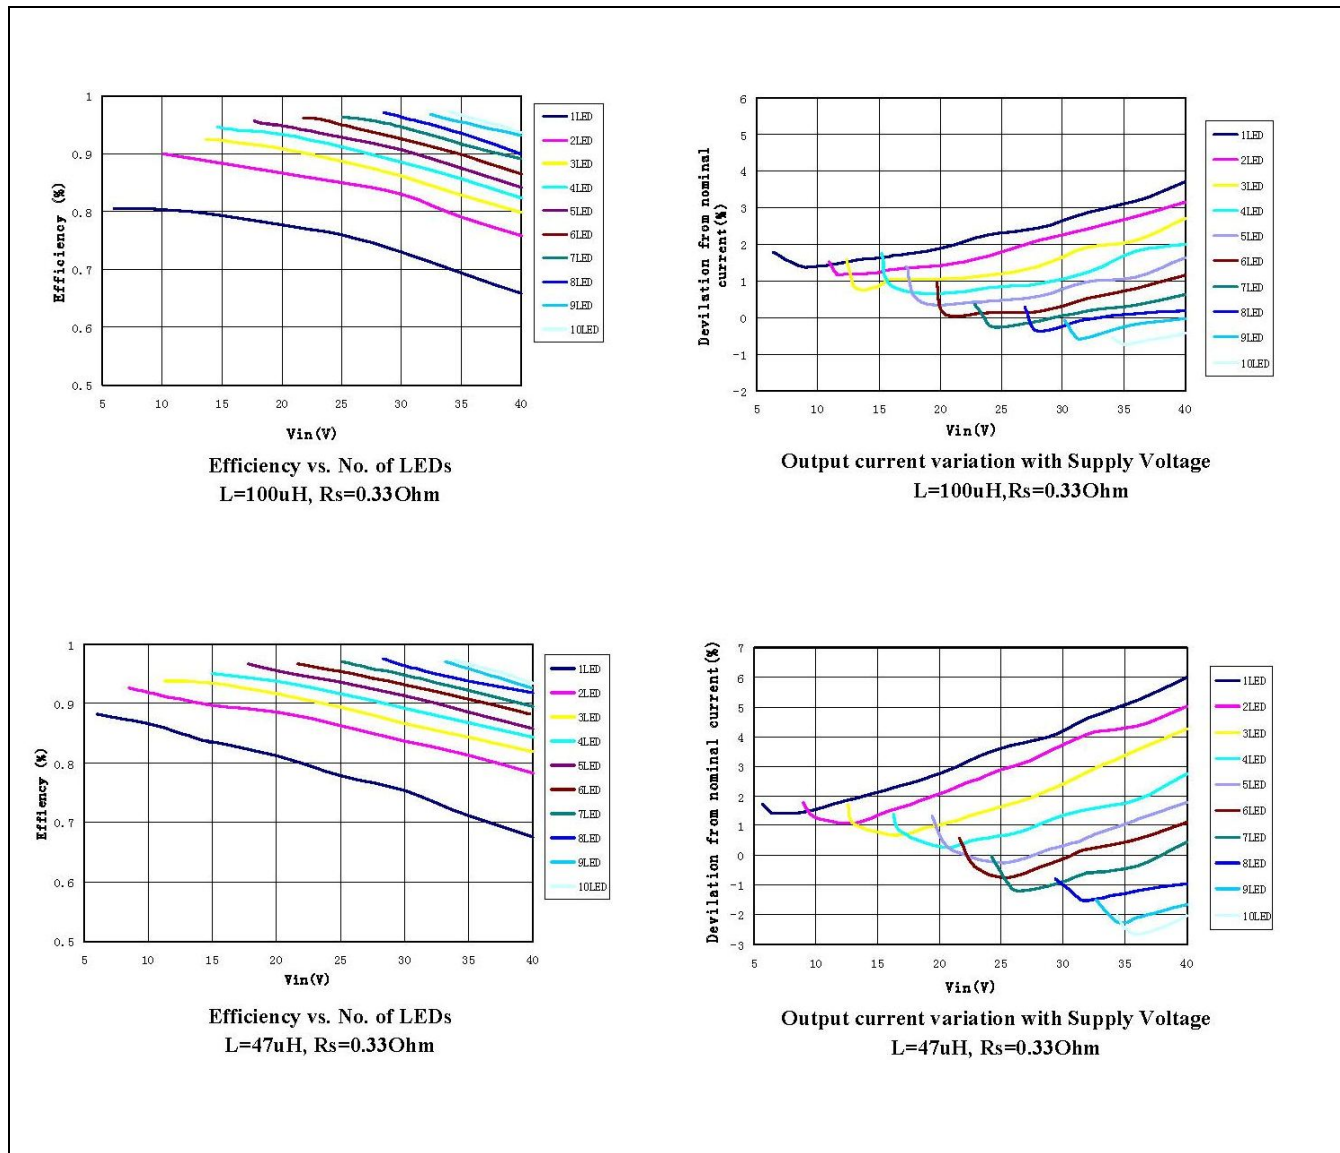 1
0.9
0.8
0.7
0.6
0.5
Efficiency (%)
5 10 15 20 25 30 35 40
Vin(V)
1LED
2LED
3LED
4LED
5LED
6LED
7LED
8LED
9LED
10LED
Efficiency vs. No. of LEDs
L=100uH, Rs=0.33Ohm
6
5
4
3
2
1
0
-1
-2
Devilation from nominal
current(%)
5 10 15 20 25 30 35 40
Vin(V)
1LED
2LED
3LED
4LED
5LED
6LED
7LED
8LED
9LED
10LED
Output current variation with Supply Voltage
L=100uH,Rs=0.33Ohm
1
0.9
0.8
0.7
0.6
0.5
Effiency (%)
5 10 15 20 25 30 35 40
Vin(V)
1LED
2LED
3LED
4LED
5LED
6LED
7LED
8LED
9LED
10LED
Efficiency vs. No. of LEDs
L=47uH, Rs=0.33Ohm
7
6
5
4
3
2
1
0
-1
-2
-3
Devilation from nominal current(%)
5 10 15 20 25 30 35 40
Vin(V)
1LED
2LED
3LED
4LED
5LED
6LED
7LED
8LED
9LED
10LED
Output current variation with Supply Voltage
L=47uH, Rs=0.33Ohm